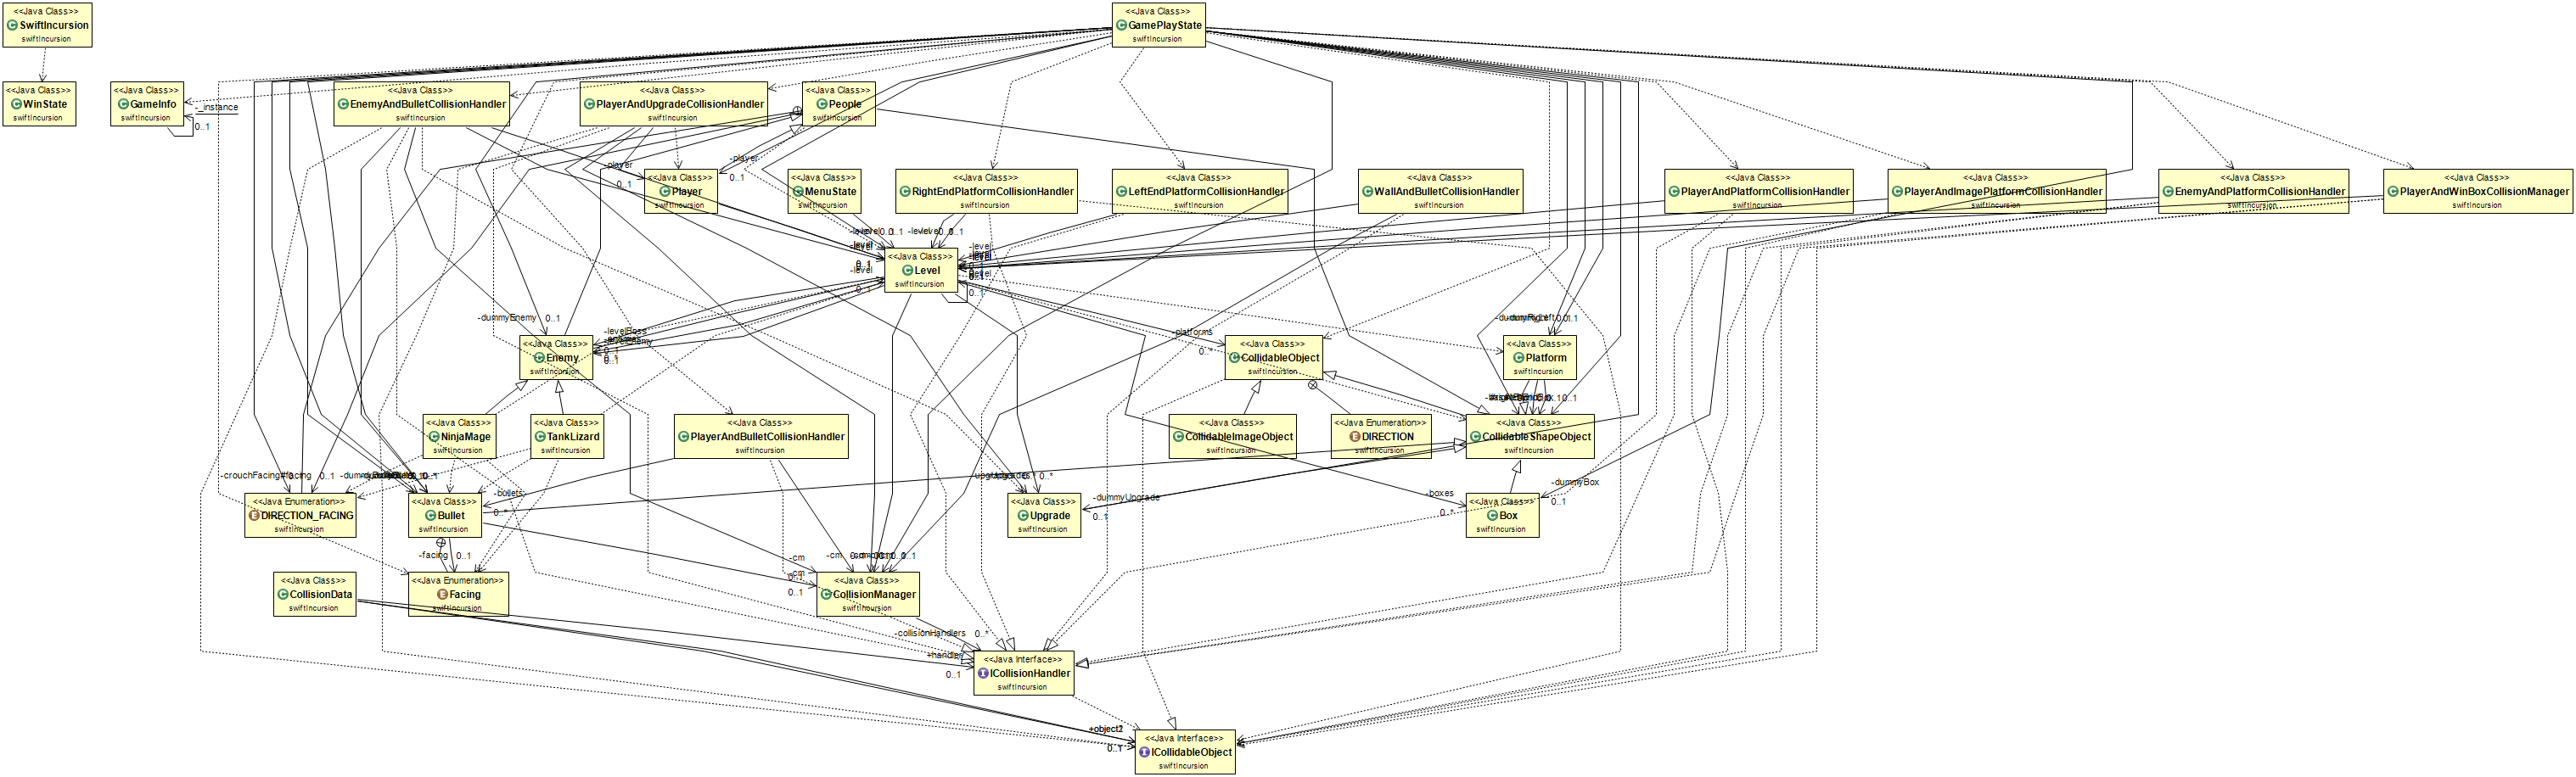 <<Java Class>>
SwiftIncursion
swiftIncursion
<<Java Class>>
GamePlayState
swiftIncursion
<<Java Class>>
WinState
swiftIncursion
<<Java Class>>
GameInfo
swiftIncursion
-_instance
0..1
<<Java Class>>
EnemyAndBulletCollisionHandler
swiftIncursion
<<Java Class>>
PlayerAndUpgradeCollisionHandler
swiftIncursion
<<Java Class>>
People
swiftIncursion
-player
0..1
-player
0..1
<<Java Class>>
Player
swiftIncursion
<<Java Class>>
MenuState
swiftIncursion
<<Java Class>>
RightEndPlatformCollisionHandler
swiftIncursion
<<Java Class>>
LeftEndPlatformCollisionHandler
swiftIncursion
<<Java Class>>
WallAndBulletCollisionHandler
swiftIncursion
<<Java Class>>
PlayerAndPlatformCollisionHandler
swiftIncursion
<<Java Class>>
PlayerAndImagePlatformCollisionHandler
swiftIncursion
<<Java Class>>
EnemyAndPlatformCollisionHandler
swiftIncursion
<<Java Class>>
PlayerAndWinBoxCollisionManager
swiftIncursion
-level
0..1
-level
0..1
<<Java Class>>
Level
swiftIncursion
-dummyEnemy
0..1
-levelBoss
0..1
<<Java Class>>
Enemy
swiftIncursion
-platforms
0..*
<<Java Class>>
CollidableObject
swiftIncursion
<<Java Class>>
Platform
swiftIncursion
<<Java Class>>
NinjaMage
swiftIncursion
<<Java Class>>
TankLizard
swiftIncursion
<<Java Class>>
PlayerAndBulletCollisionHandler
swiftIncursion
<<Java Class>>
CollidableImageObject
swiftIncursion
<<Java Enumeration>>
DIRECTION
swiftIncursion
<<Java Class>>
CollidableShapeObject
swiftIncursion
-crouchFacing
#facing
0..1
<<Java Enumeration>>
DIRECTION_FACING
swiftIncursion
<<Java Class>>
Bullet
swiftIncursion
-bullets
0..*
0..*
<<Java Class>>
Upgrade
swiftIncursion
-dummyUpgrade
0..1
-boxes
0..*
<<Java Class>>
Box
swiftIncursion
-dummyBox
0..1
-facing
0..1
-cm
-cm
0..1
-cm
<<Java Class>>
CollisionData
swiftIncursion
<<Java Enumeration>>
Facing
swiftIncursion
<<Java Class>>
CollisionManager
swiftIncursion
-collisionHandlers
0..*
+handler
0..1
<<Java Interface>>
ICollisionHandler
swiftIncursion
0..1
<<Java Interface>>
ICollidableObject
swiftIncursion